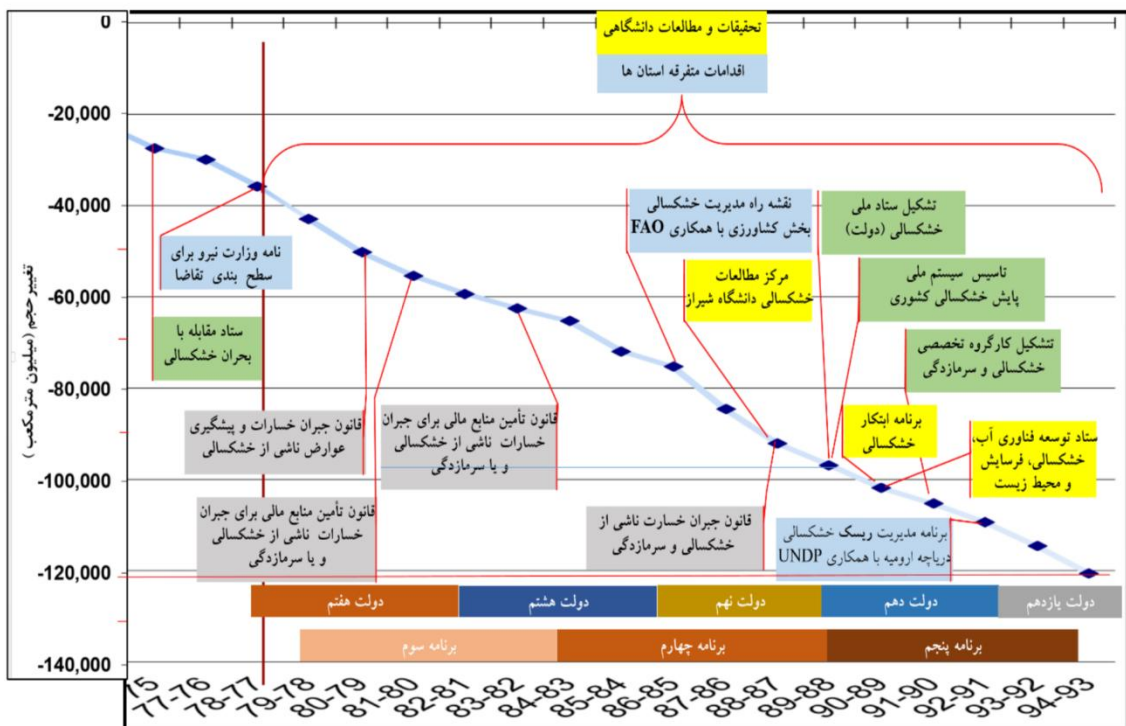 تحقیقات و مطالعات دانشگاهی
اقدامات متفرقه استان ها
تغییرحجم (میلیون مترمکعب )
0
-20,000
-40,000
-60,000
-80,000
-100,000
-120,000
-140,000
نامه وزارت نیرو برای
سطح بندی تقاضا
ستاد مقابله با
بحران خشکسالی
نقشه راه مدیریت خشکسالی
بخش کشاورزی با همکاری FAO
مرکز مطالعات
خشکسالی دانشگاه شیراز
تشکیل ستاد ملی
خشکسالی (دولت)
تاسیس سیستم ملی
پایش خشکسالی کشوری
تتشکیل کارگروه تخصصی
خشکسالی و سرمازدگی
قانون جبران خسارات و پیشگیری
عوارض ناشی از خشکسالی
قانون تأمین منابع مالی برای جبران
خسارات ناشی از خشکسالی
و یا سرمازدگی
قانون تأمین منابع مالی برای جبران
خسارات ناشی از خشکسالی
و یا سرمازدگی
برنامه ابتکار
خشکسالی
ستاد توسعه فناوری آب،
خشکسالی، فرسایش
و محیط زیست
قانون جبران خسارت ناشی از
خشکسالی و سرمازدگی
برنامه مدیریت ریسک خشکسالی
دریاچه ارومیه با همکاری UNDP
دولت هفتم
دولت هشتم
دولت نهم
دولت دهم
دولت یازدهم
برنامه سوم
برنامه چهارم
برنامه پنجم
77-76
78-77
79-78
80-79
81-80
82-81
83-82
84-83
85-84
86-85
87-86
88-87
89-88
90-89
91-90
92-91
93-92
94-93